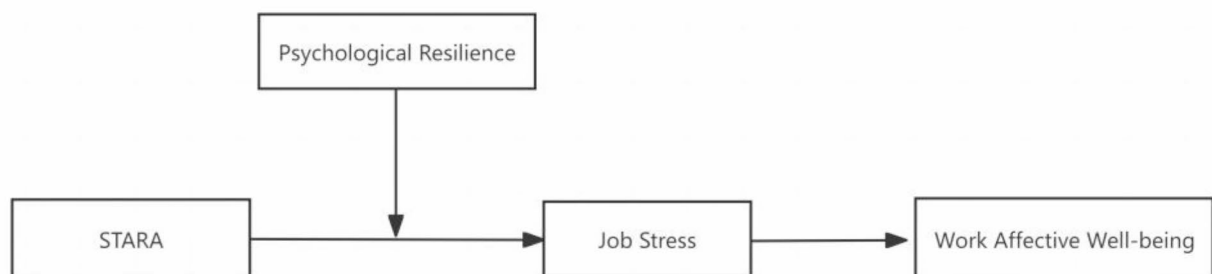 Psychological Resilience
STARA
Job Stress
Work Affective Well-being